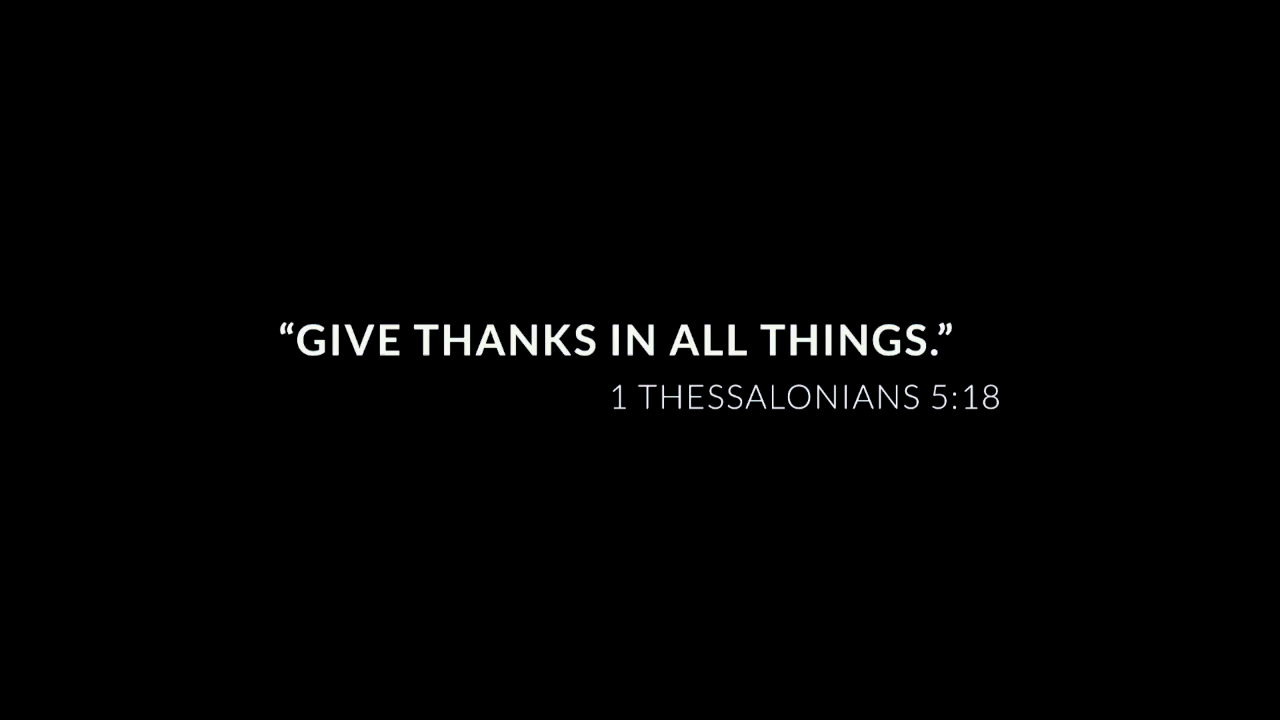 “GIVE THANKS IN ALL THINGS.”
1 THESSALONIANS 5:18